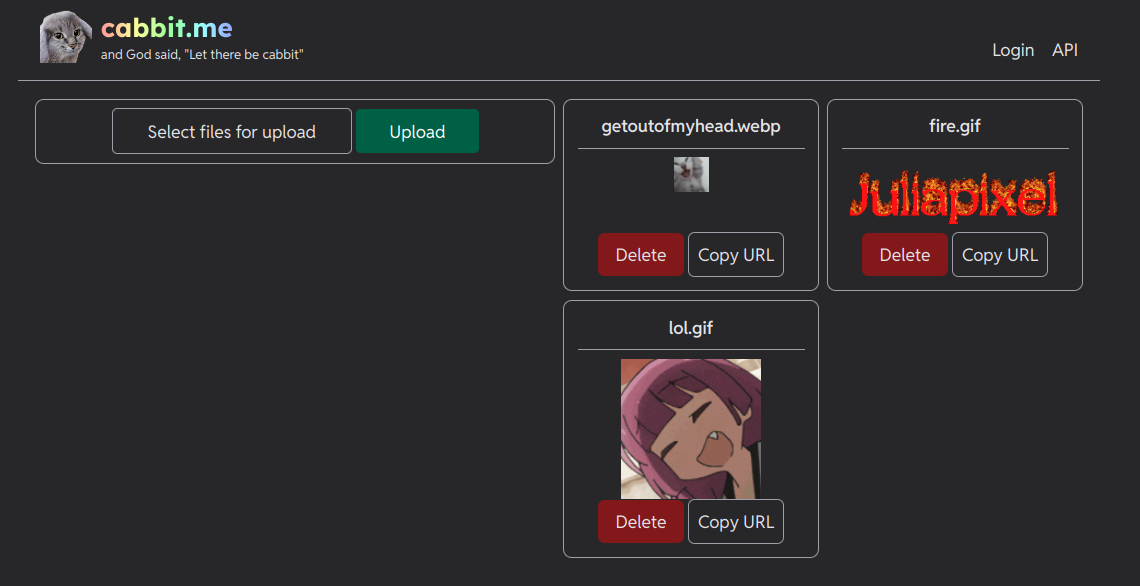 cabbit.me
and God said, "Let there be cabbit"
Login API
Select files for upload Upload
getoutofmyhead.webp
Delete Copy URL
fire.gif
Juliapixel
Delete Copy URL
lol.gif
Delete Copy URL